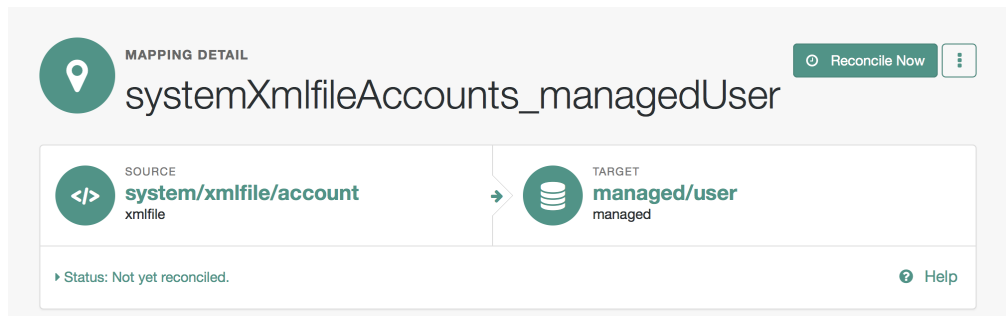 MAPPING DETAIL
systemXmlfileAccounts_managedUser
Reconcile Now
SOURCE
system/xmlfile/account
xmlfile
TARGET
managed/user
managed
Status: Not yet reconciled.
Help